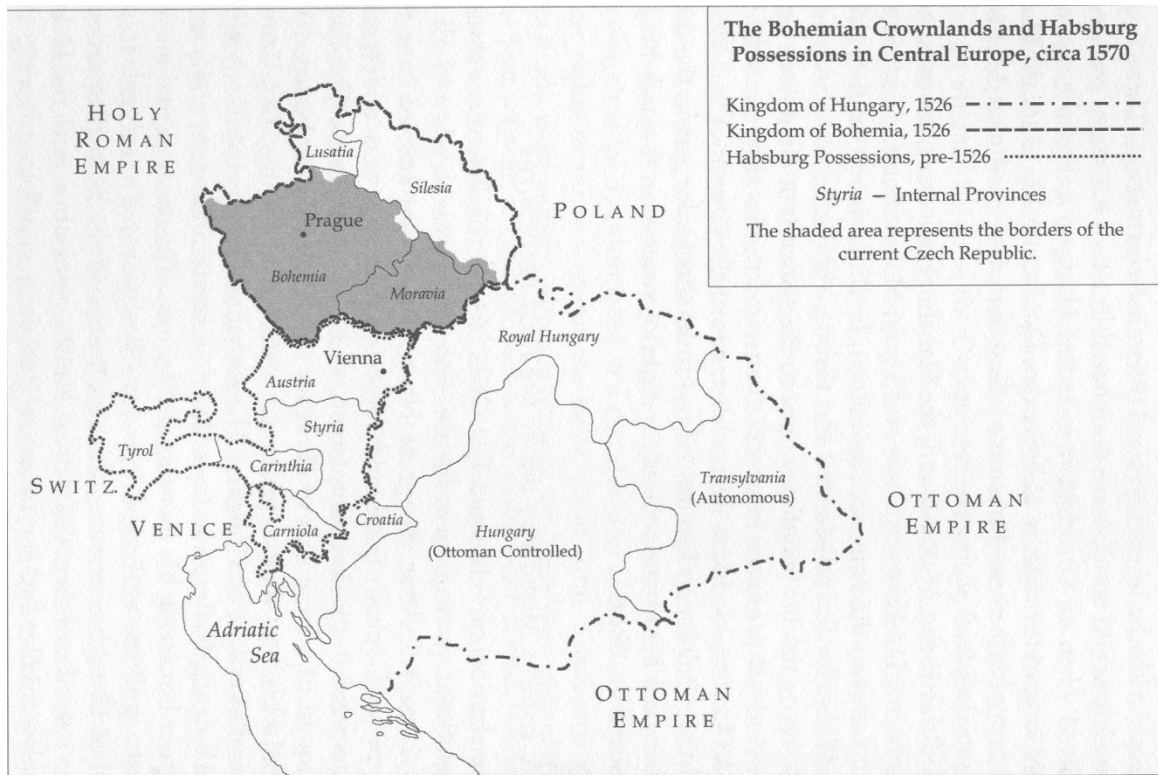 The Bohemian Crownlands and Habsburg
Possessions in Central Europe, circa 1570
Kingdom of Hungary, 1526
Kingdom of Bohemia, 1526
Habsburg Possessions, pre-1526
Styria – Internal Provinces
The shaded area represents the borders of the
current Czech Republic.
HOLY
ROMAN
EMPIRE
Lusatia
Silesia
POLAND
Prague
Bohemia
Moravia
Royal Hungary
Vienna
Austria
Styria
Tyrol
Carinthia
SWITZ.
VENICE
Carniola
Croatia
Hungary
(Ottoman Controlled)
Transylvania
(Autonomous)
OTTOMAN
EMPIRE
Adriatic
Sea
OTTOMAN
EMPIRE